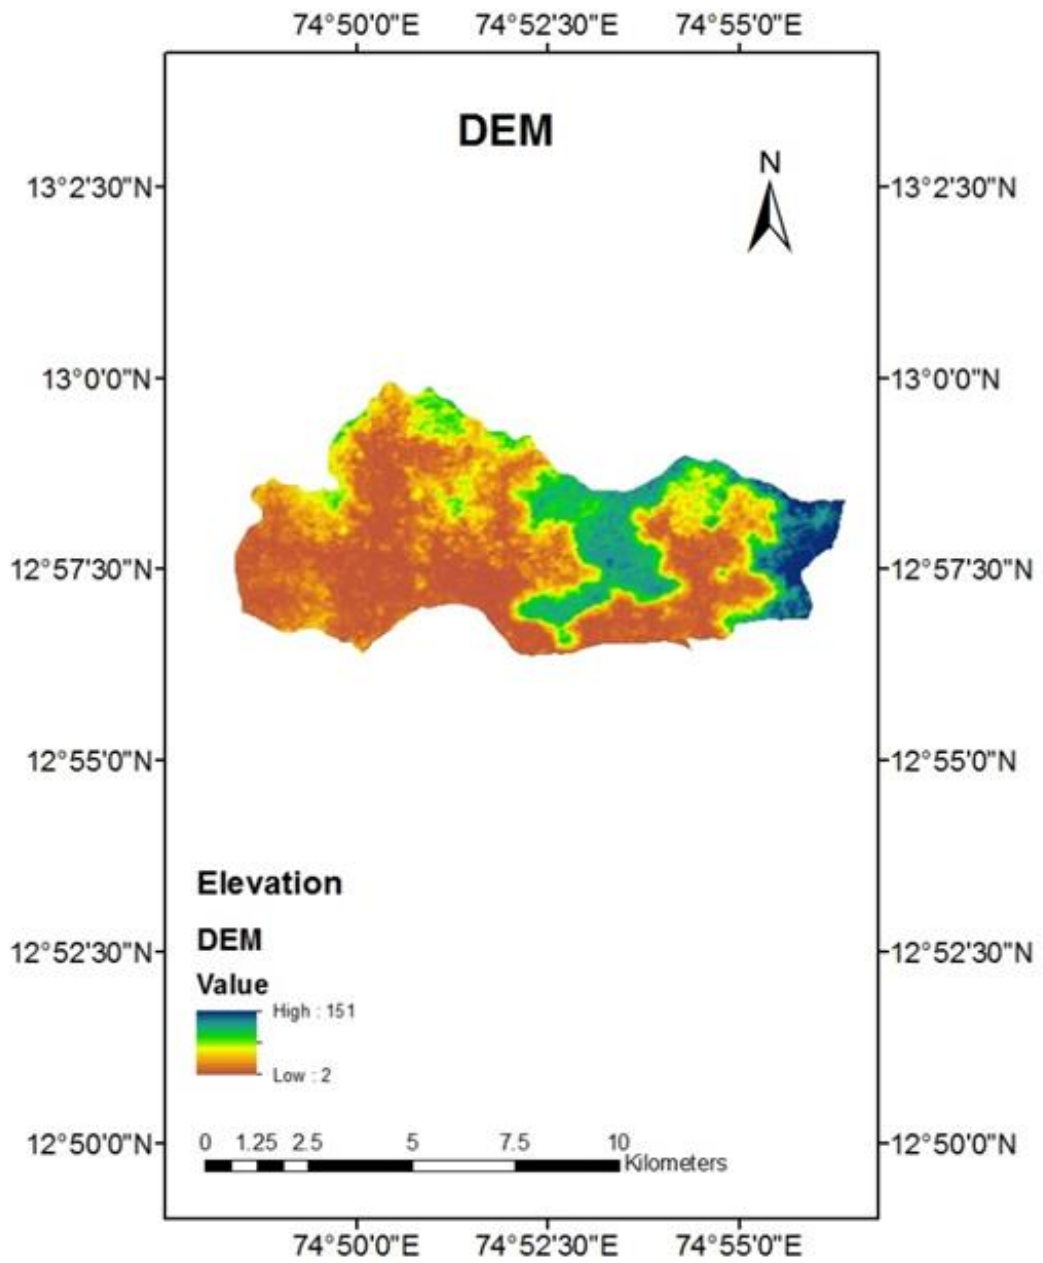 74°50'0"E 74°52'30"E 74°55'0"E
DEM
N
13°2'30"N 13°2'30"N
13°0'0"N 13°0'0"N
12°57'30"N 12°57'30"N
12°55'0"N 12°55'0"N
Elevation
DEM
12°52'30"N 12°52'30"N
Value
High : 151
Low : 2
12°50'0"N 12°50'0"N
0 1.25 2.5 5 7.5 10
Kilometers
74°50'0"E 74°52'30"E 74°55'0"E